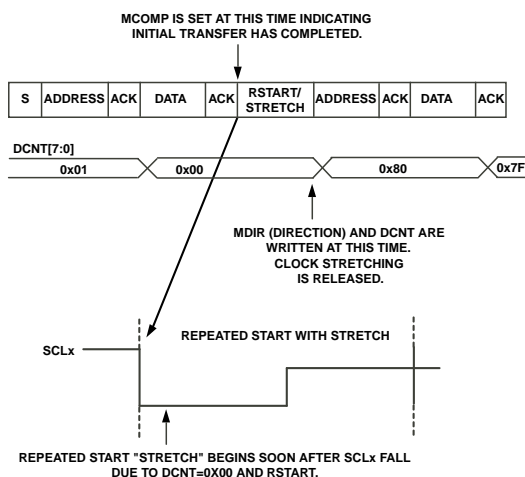 MCOMP IS SET AT THIS TIME INDICATING
INITIAL TRANSFER HAS COMPLETED.
S ADDRESS ACK DATA ACK RSTART/ STRETCH ADDRESS ACK DATA ACK
DCNT[7:0]
0x01 0x00 0x80 0x7F
MDIR (DIRECTION) AND DCNT ARE
WRITTEN AT THIS TIME.
CLOCK STRETCHING
IS RELEASED.
REPEATED START WITH STRETCH
SCLx
REPEATED START "STRETCH" BEGINS SOON AFTER SCLx FALL
DUE TO DCNT=0X00 AND RSTART.